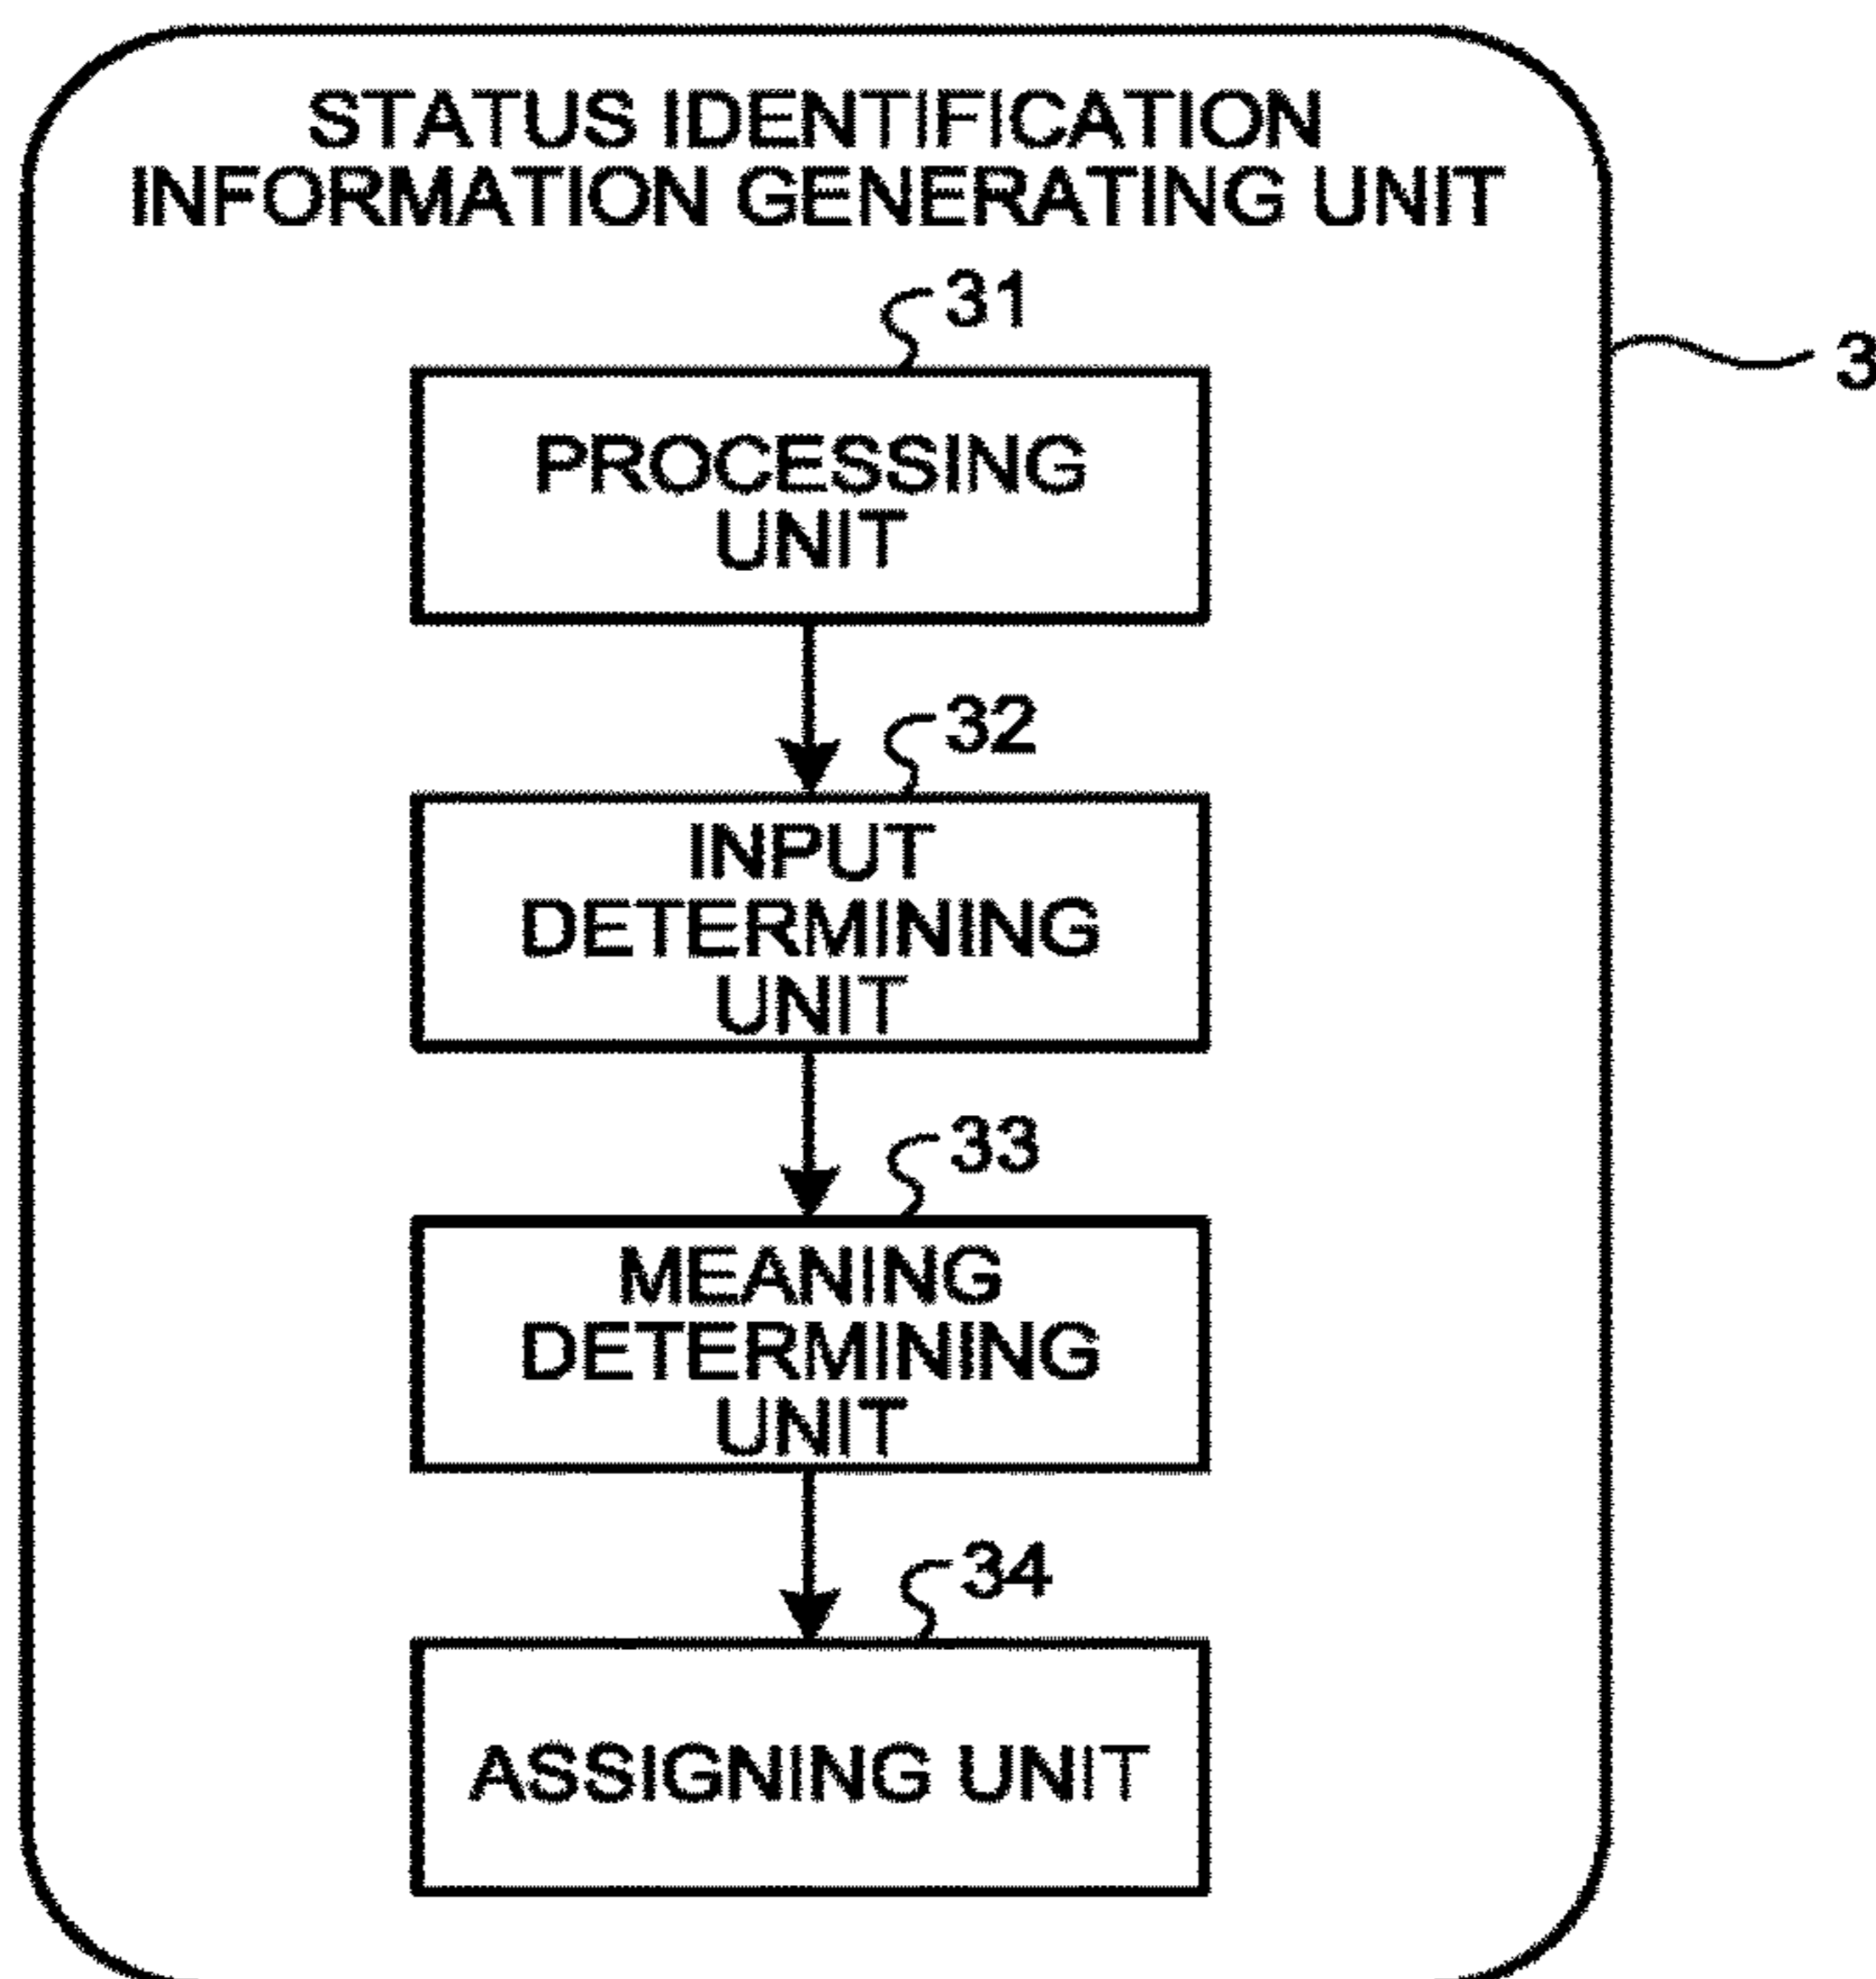 STATUS IDENTIFICATION
INFORMATION GENERATING UNIT
31
3
PROCESSING
UNIT
32
INPUT
DETERMINING
UNIT
33
MEANING
DETERMINING
UNIT
34
ASSIGNING UNIT